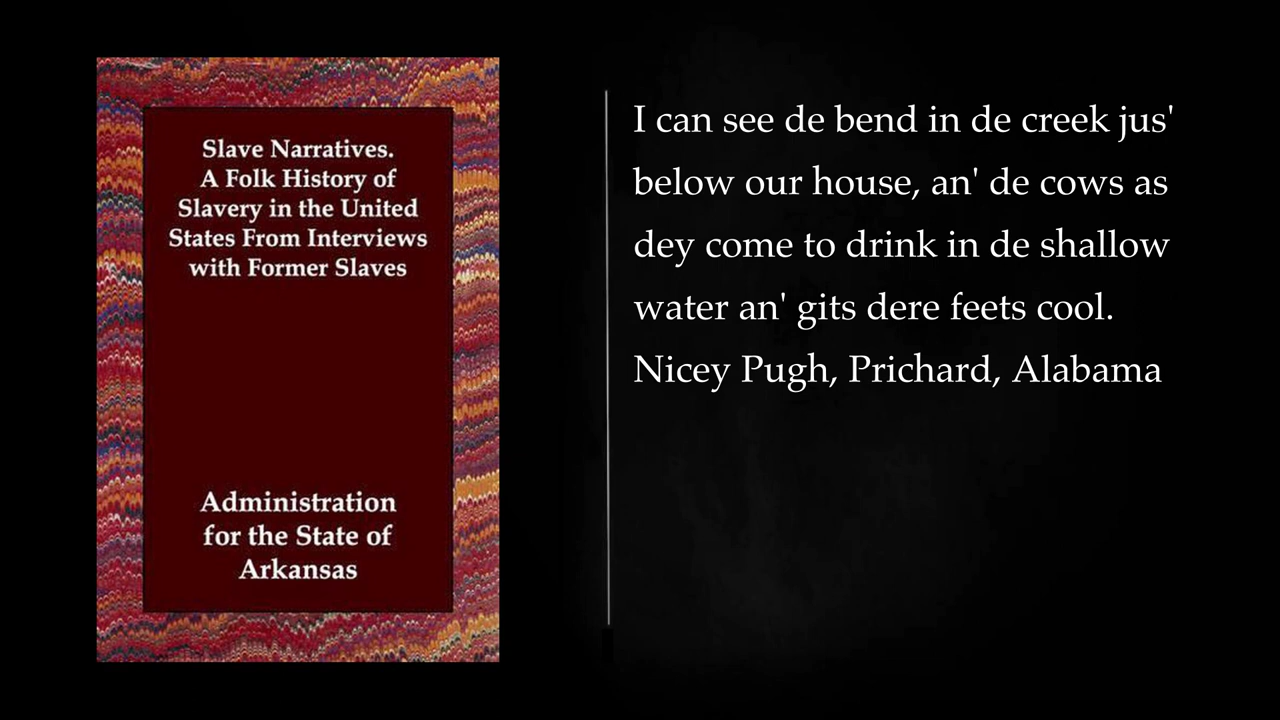 Slave Narratives.
A Folk History of
Slavery in the United
States From Interviews
with Former Slaves
Administration
for the State of
Arkansas
I can see de bend in de creek jus'
below our house, an' de cows as
dey come to drink in de shallow
water an' gits dere feets cool.
Nicey Pugh, Prichard, Alabama